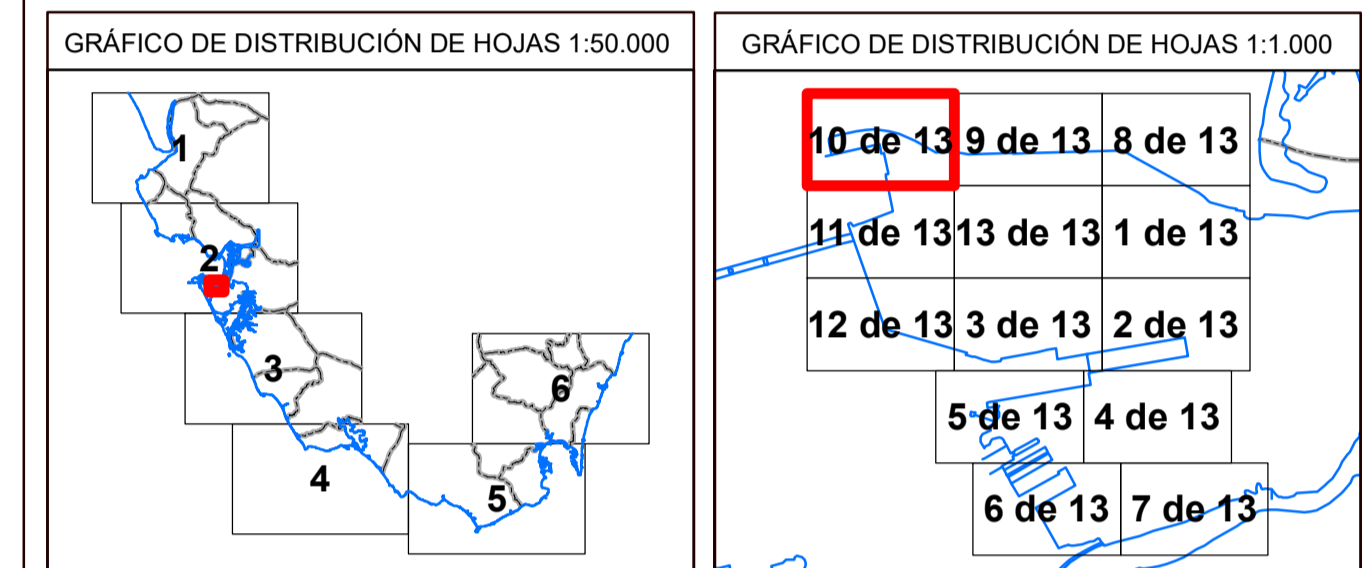 GRÁFICO DE DISTRIBUCIÓN DE HOJAS 1:50.000
1
2
3
6
4
5
GRÁFICO DE DISTRIBUCIÓN DE HOJAS 1:1.000
10 de 13 9 de 13 8 de 13
11 de 13 13 de 13 1 de 13
12 de 13 3 de 13 2 de 13
5 de 13 4 de 13
6 de 13 7 de 13